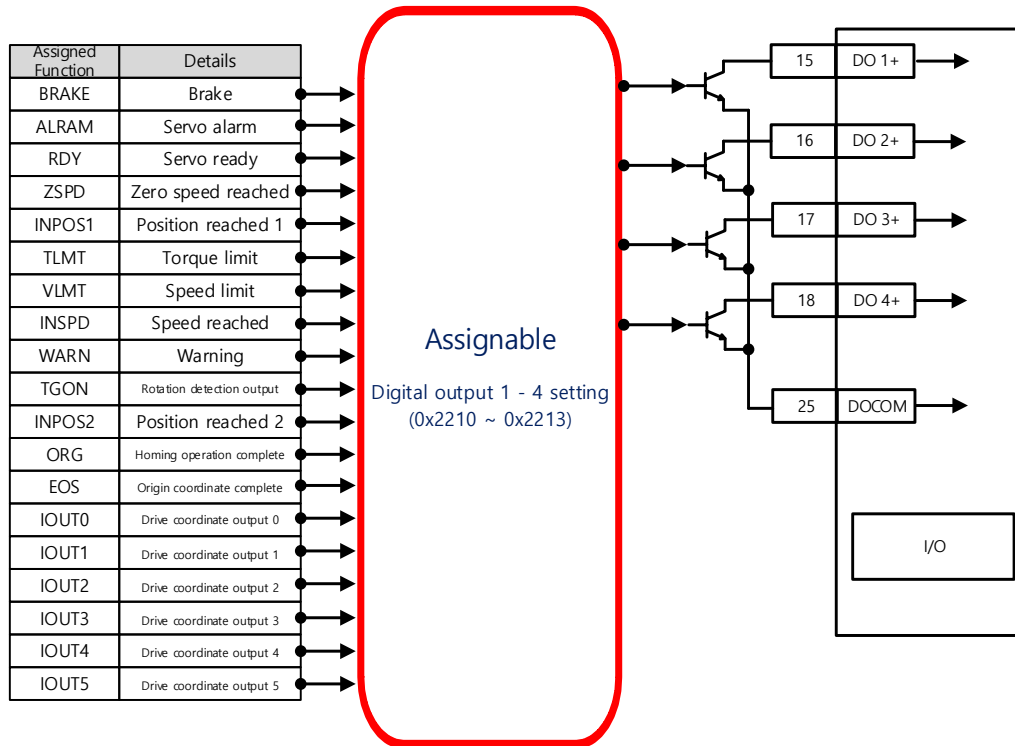 Assigned
Function
Details
BRAKE
Brake
ALRAM
Servo alarm
RDY
Servo ready
ZSPD
Zero speed reached
INPOS1
Position reached 1
TLMT
Torque limit
VLMT
Speed limit
INSPD
Speed reached
WARN
Warning
TGON
Rotation detection output
INPOS2
Position reached 2
ORG
Homing operation complete
EOS
Origin coordinate complete
IOUT0
Drive coordinate output 0
IOUT1
Drive coordinate output 1
IOUT2
Drive coordinate output 2
IOUT3
Drive coordinate output 3
IOUT4
Drive coordinate output 4
IOUT5
Drive coordinate output 5
Assignable
Digital output 1 - 4 setting
(0x2210 ~ 0x2213)
15
DO 1+
16
DO 2+
17
DO 3+
18
DO 4+
25
DOCOM
I/O